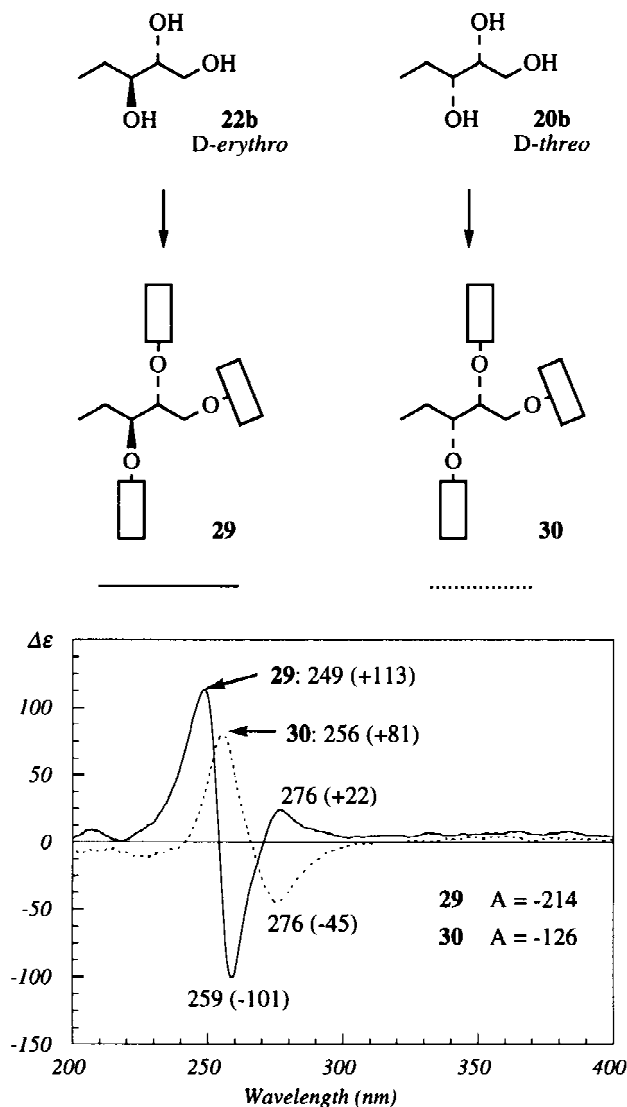 OH
OH
OH
22b
D-erythro
OH
OH
OH
20b
D-threo
O
O
O
29
O
O
O
30
Δε
29: 249 (+113)
30: 256 (+81)
276 (+22)
276 (-45)
259 (-101)
29 A = -214
30 A = -126
100
50
0
-50
-100
-150
200 250 300 350 400
Wavelength (nm)